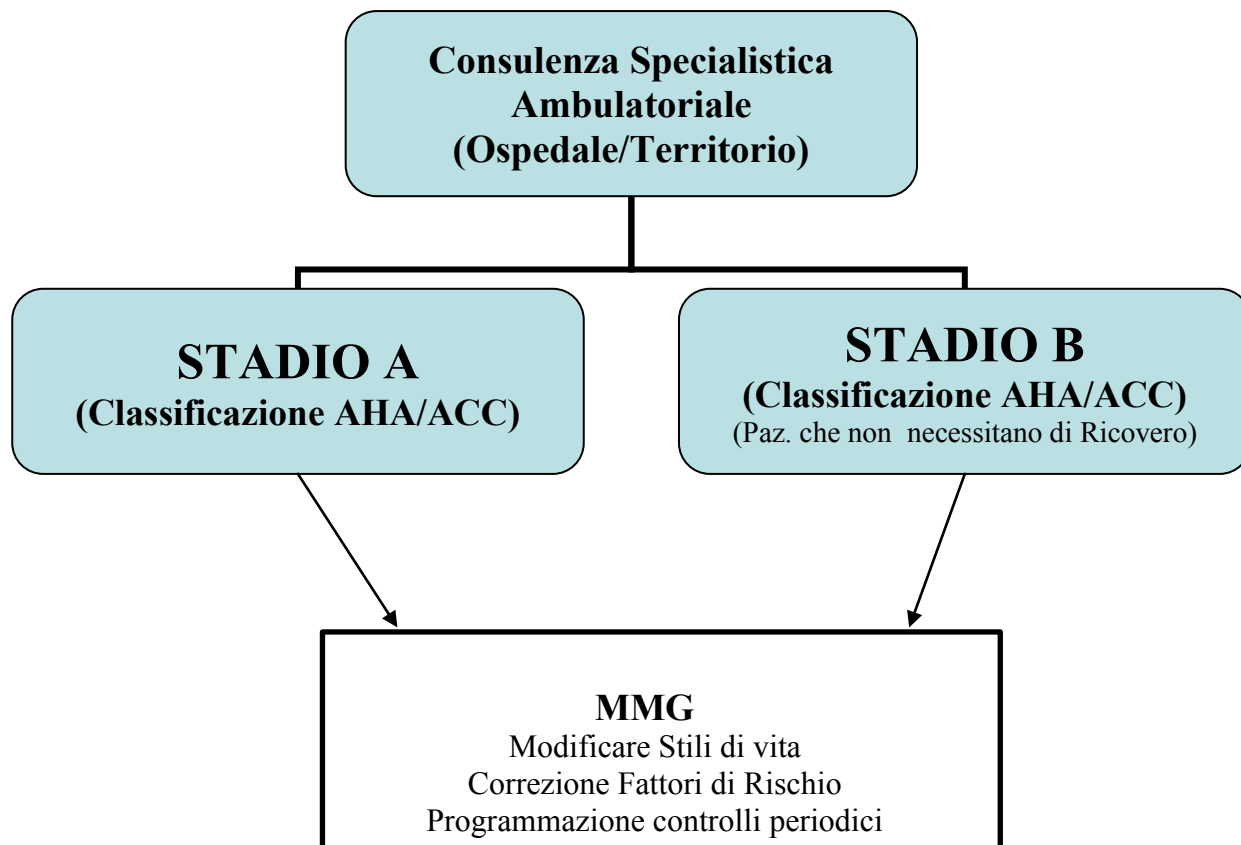 Consulenza Specialistica
Ambulatoriale
(Ospedale/Territorio)
STADIO A
(Classificazione AHA/ACC)
STADIO B
(Classificazione AHA/ACC)
(Paz. che non necessitano di Ricovero)
MMG
Modificare Stili di vita
Correzione Fattori di Rischio
Programmazione controlli periodici